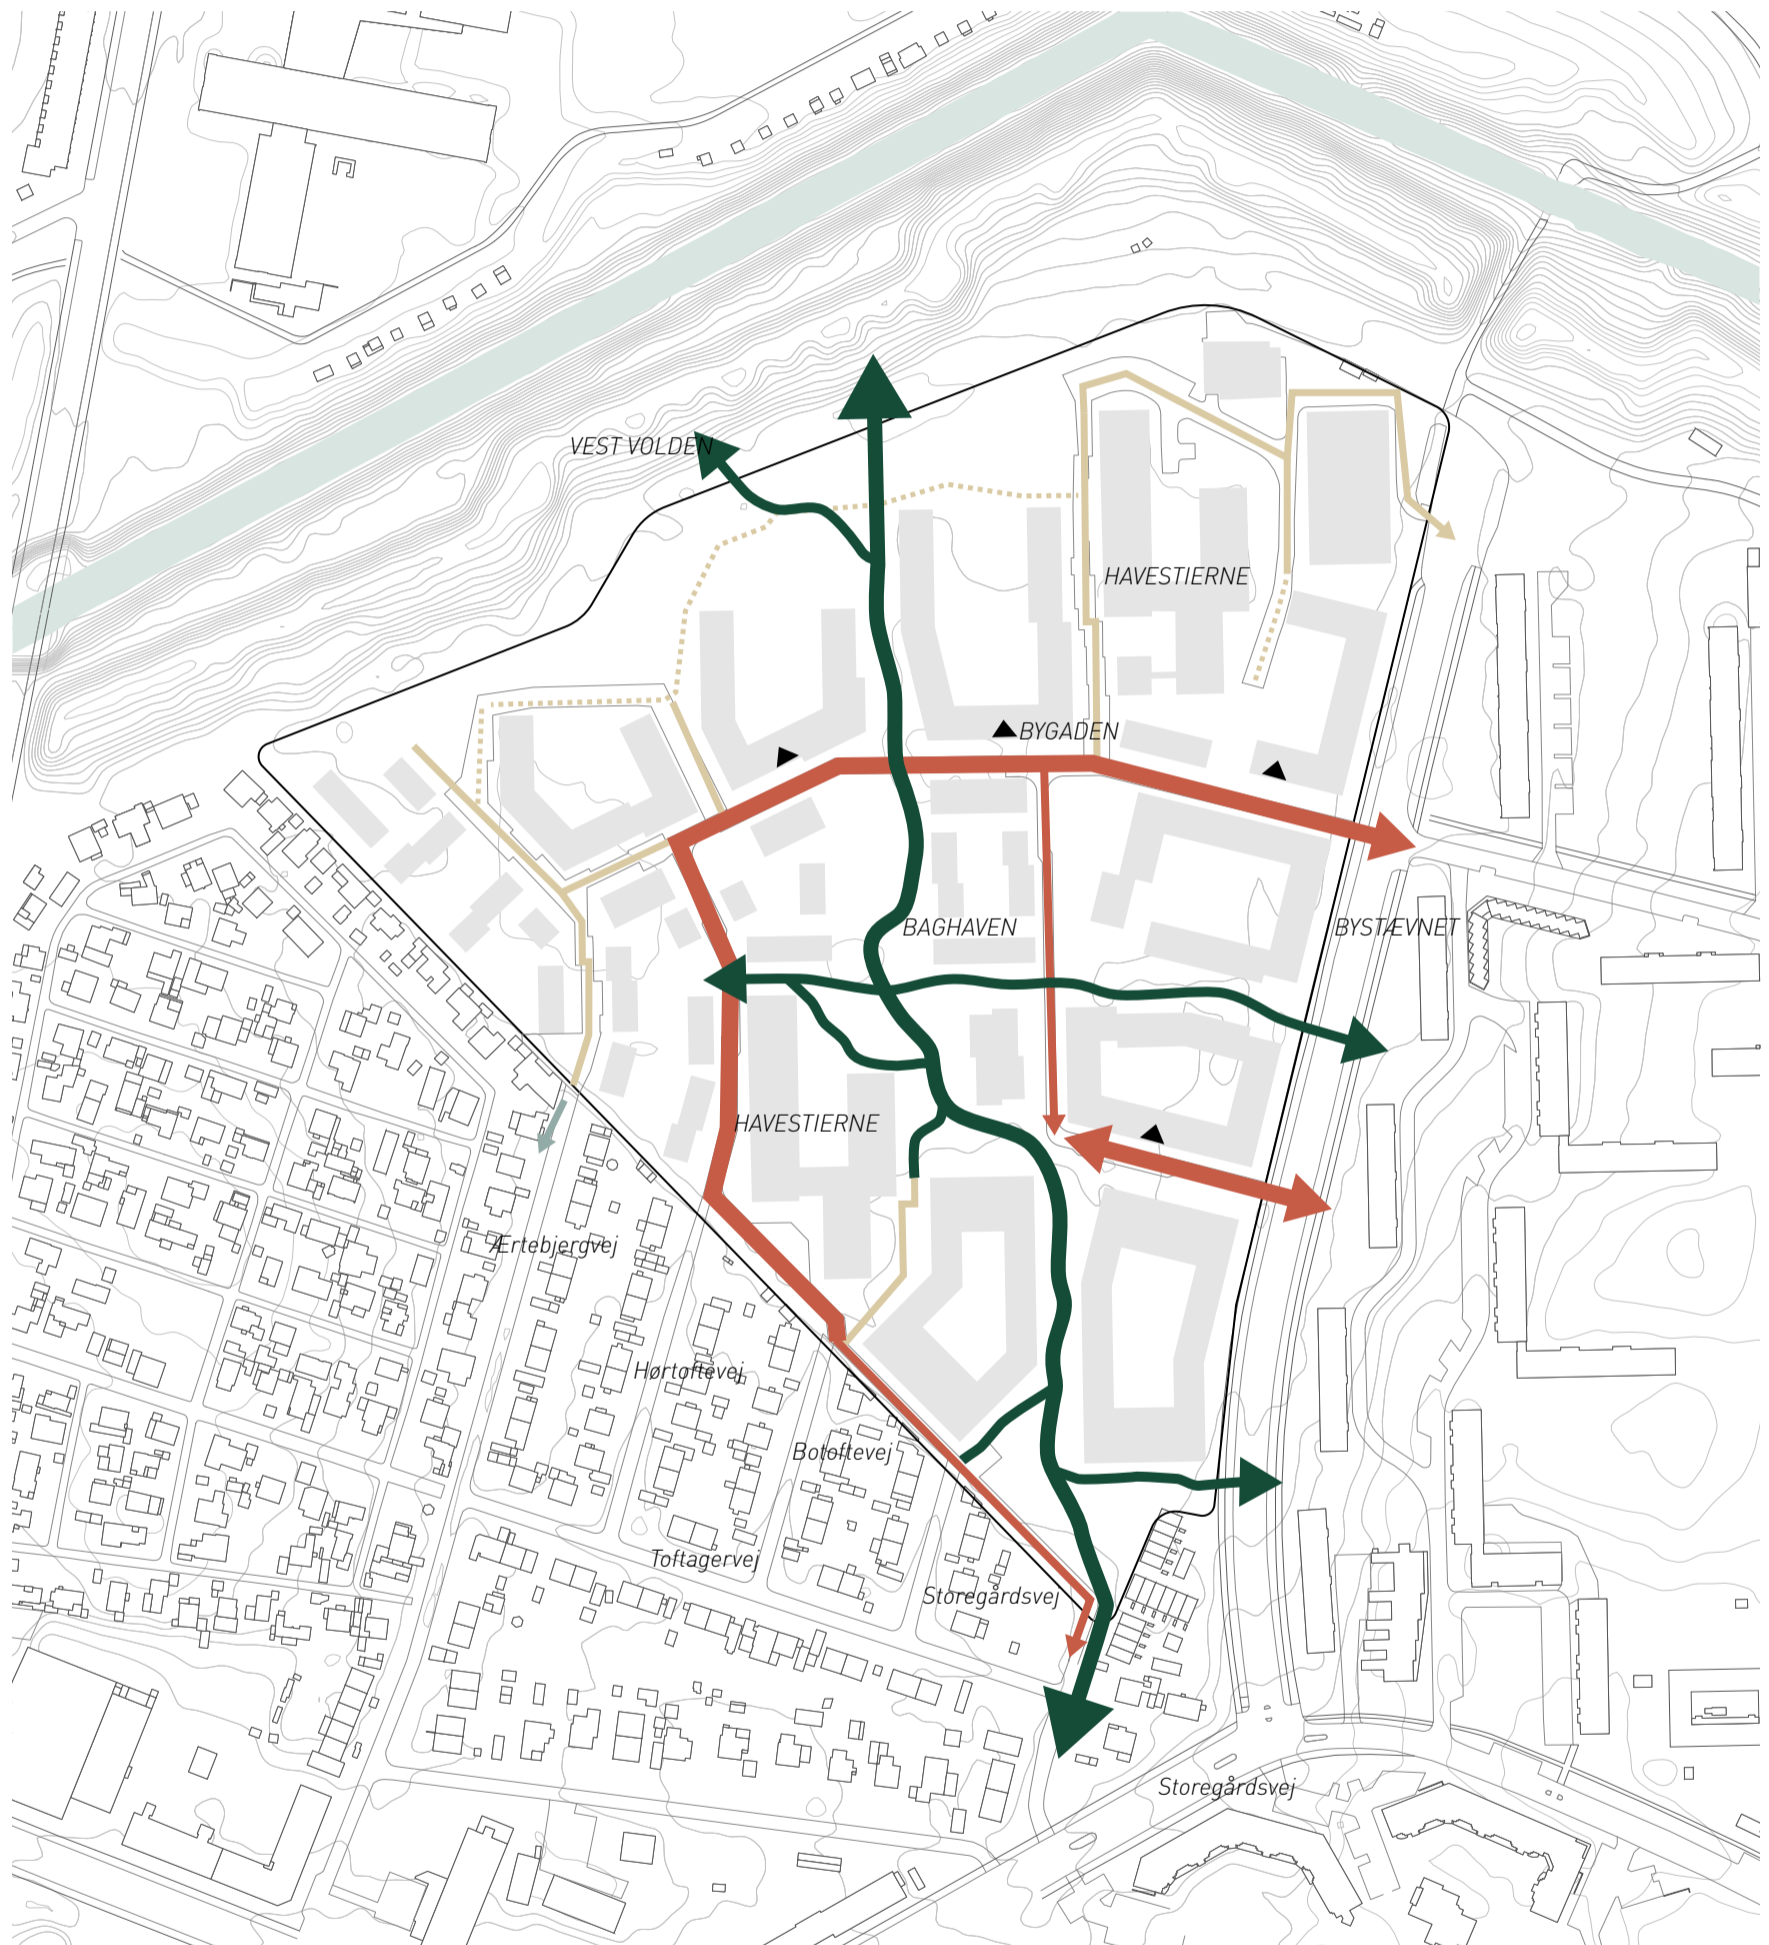 VEST VOLDEN
HAVESTIERNE
BYGADEN
BAGHAVEN
BYSTÆVNET
HAVESTIERNE
Ærtebjergvej
Hørtoftevej
Botoftevej
Toftagervej
Storegårdsvej
Storegårdsvej